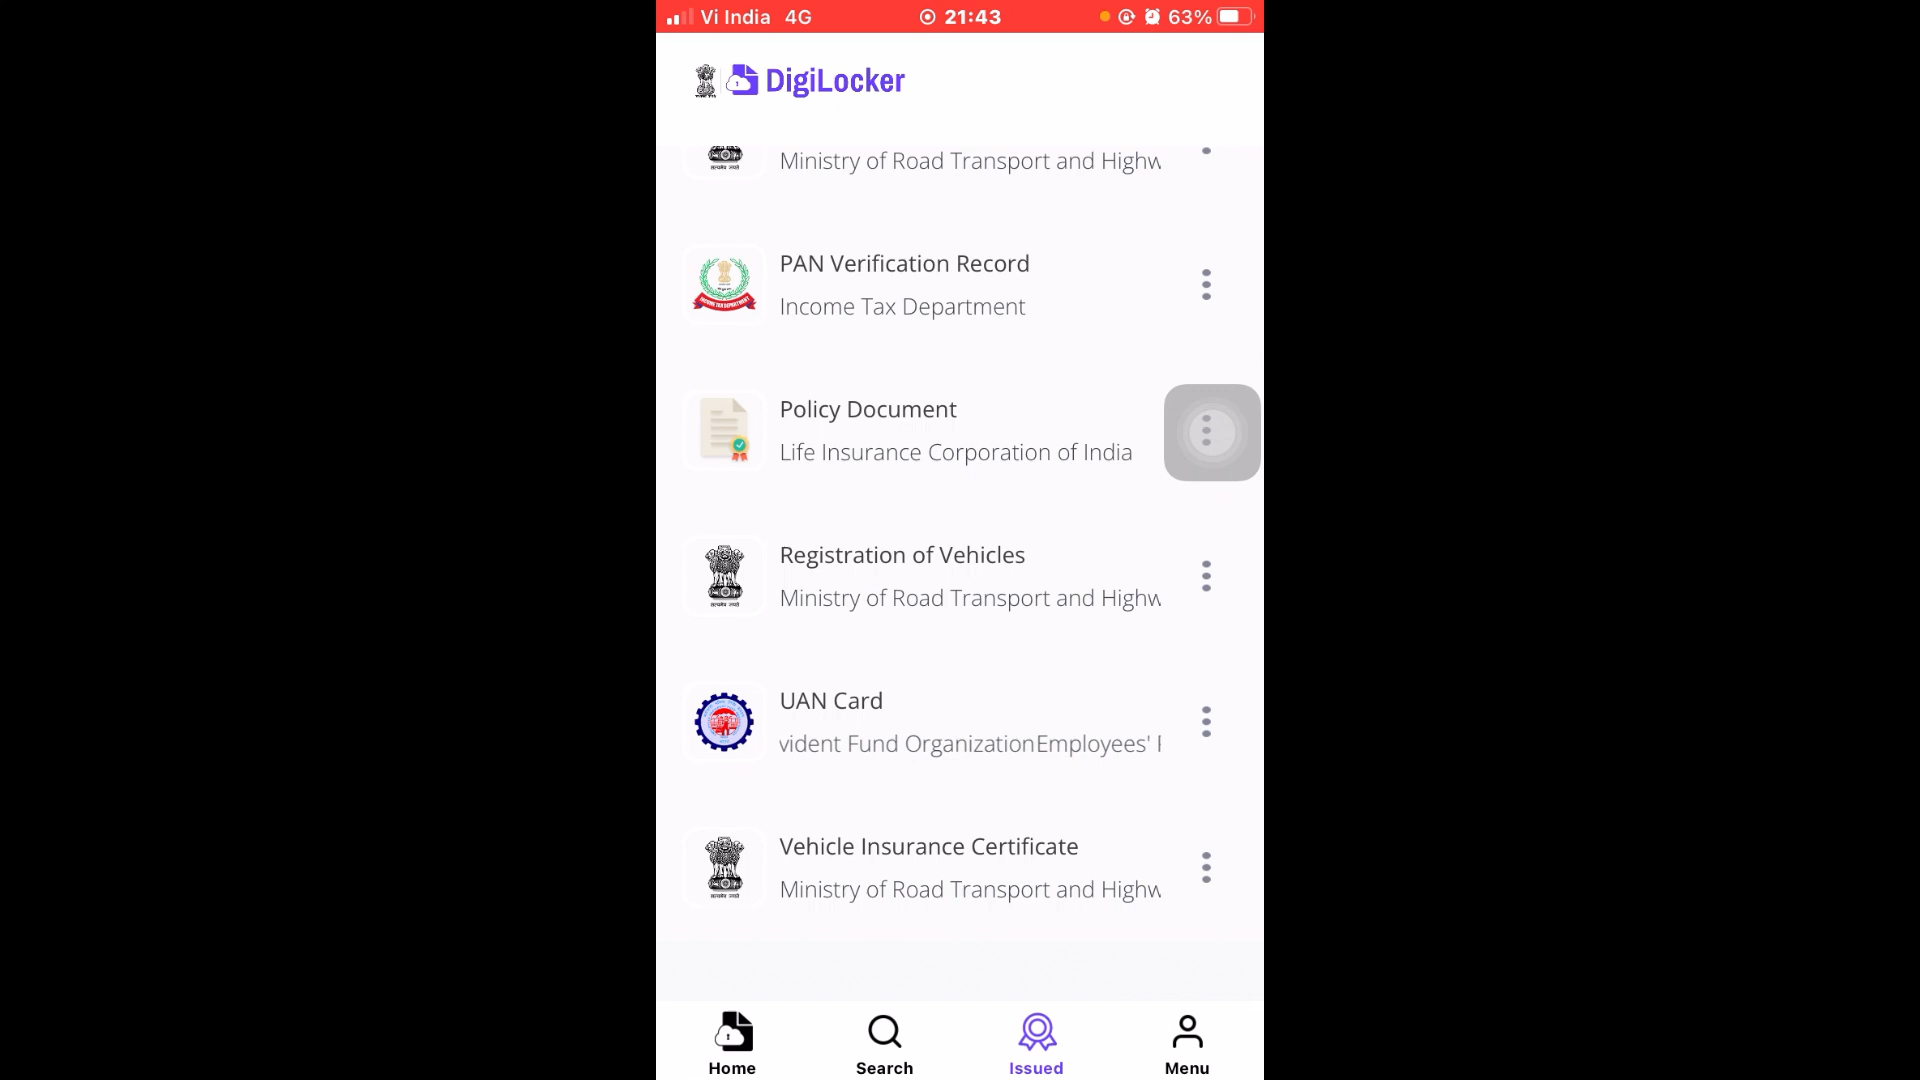 Vi India 4G 21:43 63%
DigiLocker
Ministry of Road Transport and Highw
PAN Verification Record
Income Tax Department
Policy Document
Life Insurance Corporation of India
Registration of Vehicles
Ministry of Road Transport and Highw
UAN Card
vident Fund OrganizationEmployees'
Vehicle Insurance Certificate
Ministry of Road Transport and Highw
Home Search Issued Menu